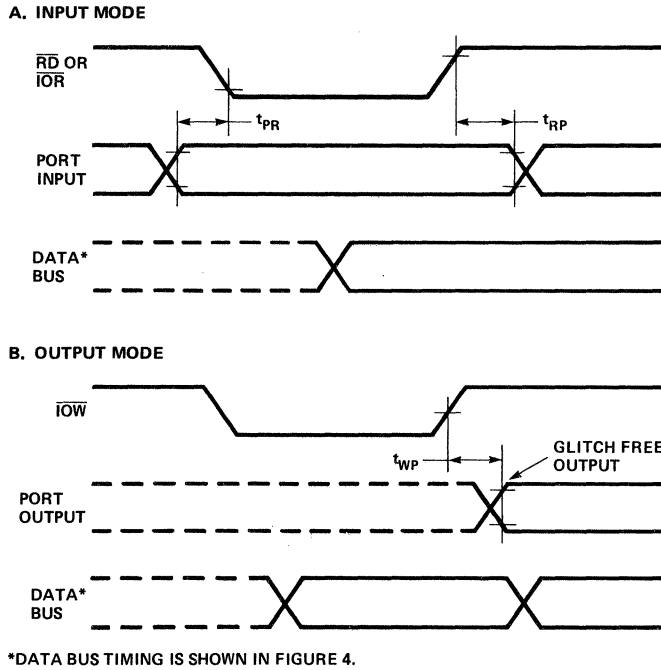 A. INPUT MODE
RD OR
IOR
tPR
tRP
PORT
INPUT
DATA*
BUS
B. OUTPUT MODE
IOW
tWP
GLITCH FREE
OUTPUT
PORT
OUTPUT
DATA*
BUS
*DATA BUS TIMING IS SHOWN IN FIGURE 4.